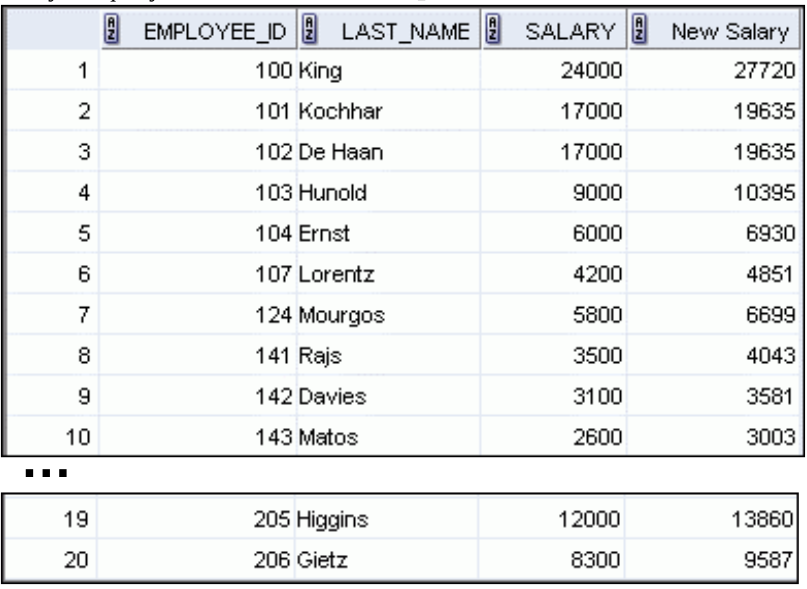 EMPLOYEE_ID LAST_NAME SALARY New Salary
1 100 King 24000 27720
2 101 Kochhar 17000 19635
3 102 De Haan 17000 19635
4 103 Hunold 9000 10395
5 104 Ernst 6000 6930
6 107 Lorentz 4200 4851
7 124 Mourgos 5800 6699
8 141 Rajs 3500 4043
9 142 Davies 3100 3581
10 143 Matos 2600 3003
...
19 205 Higgins 12000 13860
20 206 Gietz 8300 9587